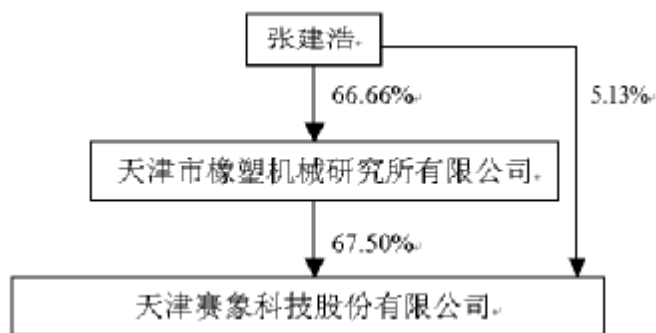 张建浩
66.66%
5.13%
天津市橡塑机械研究所有限公司
67.50%
天津赛象科技股份有限公司